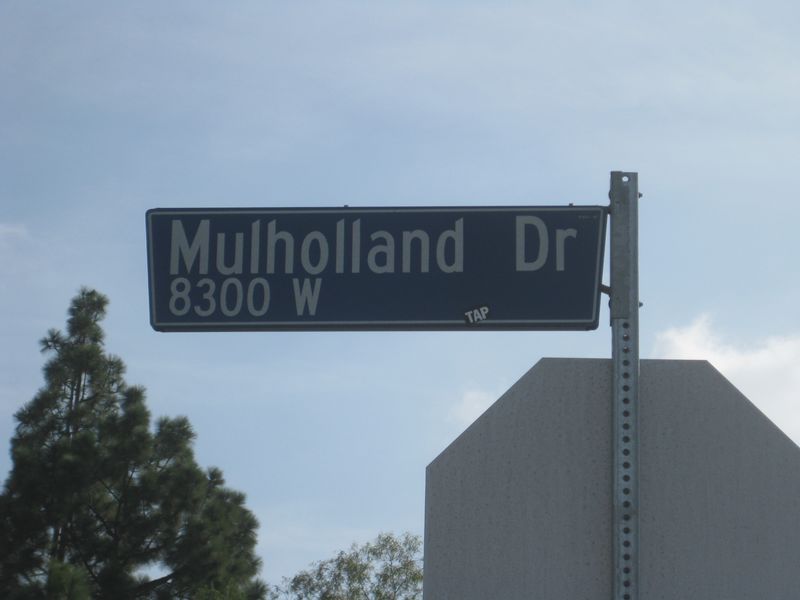 Mulholland Dr
8300 W
TAP